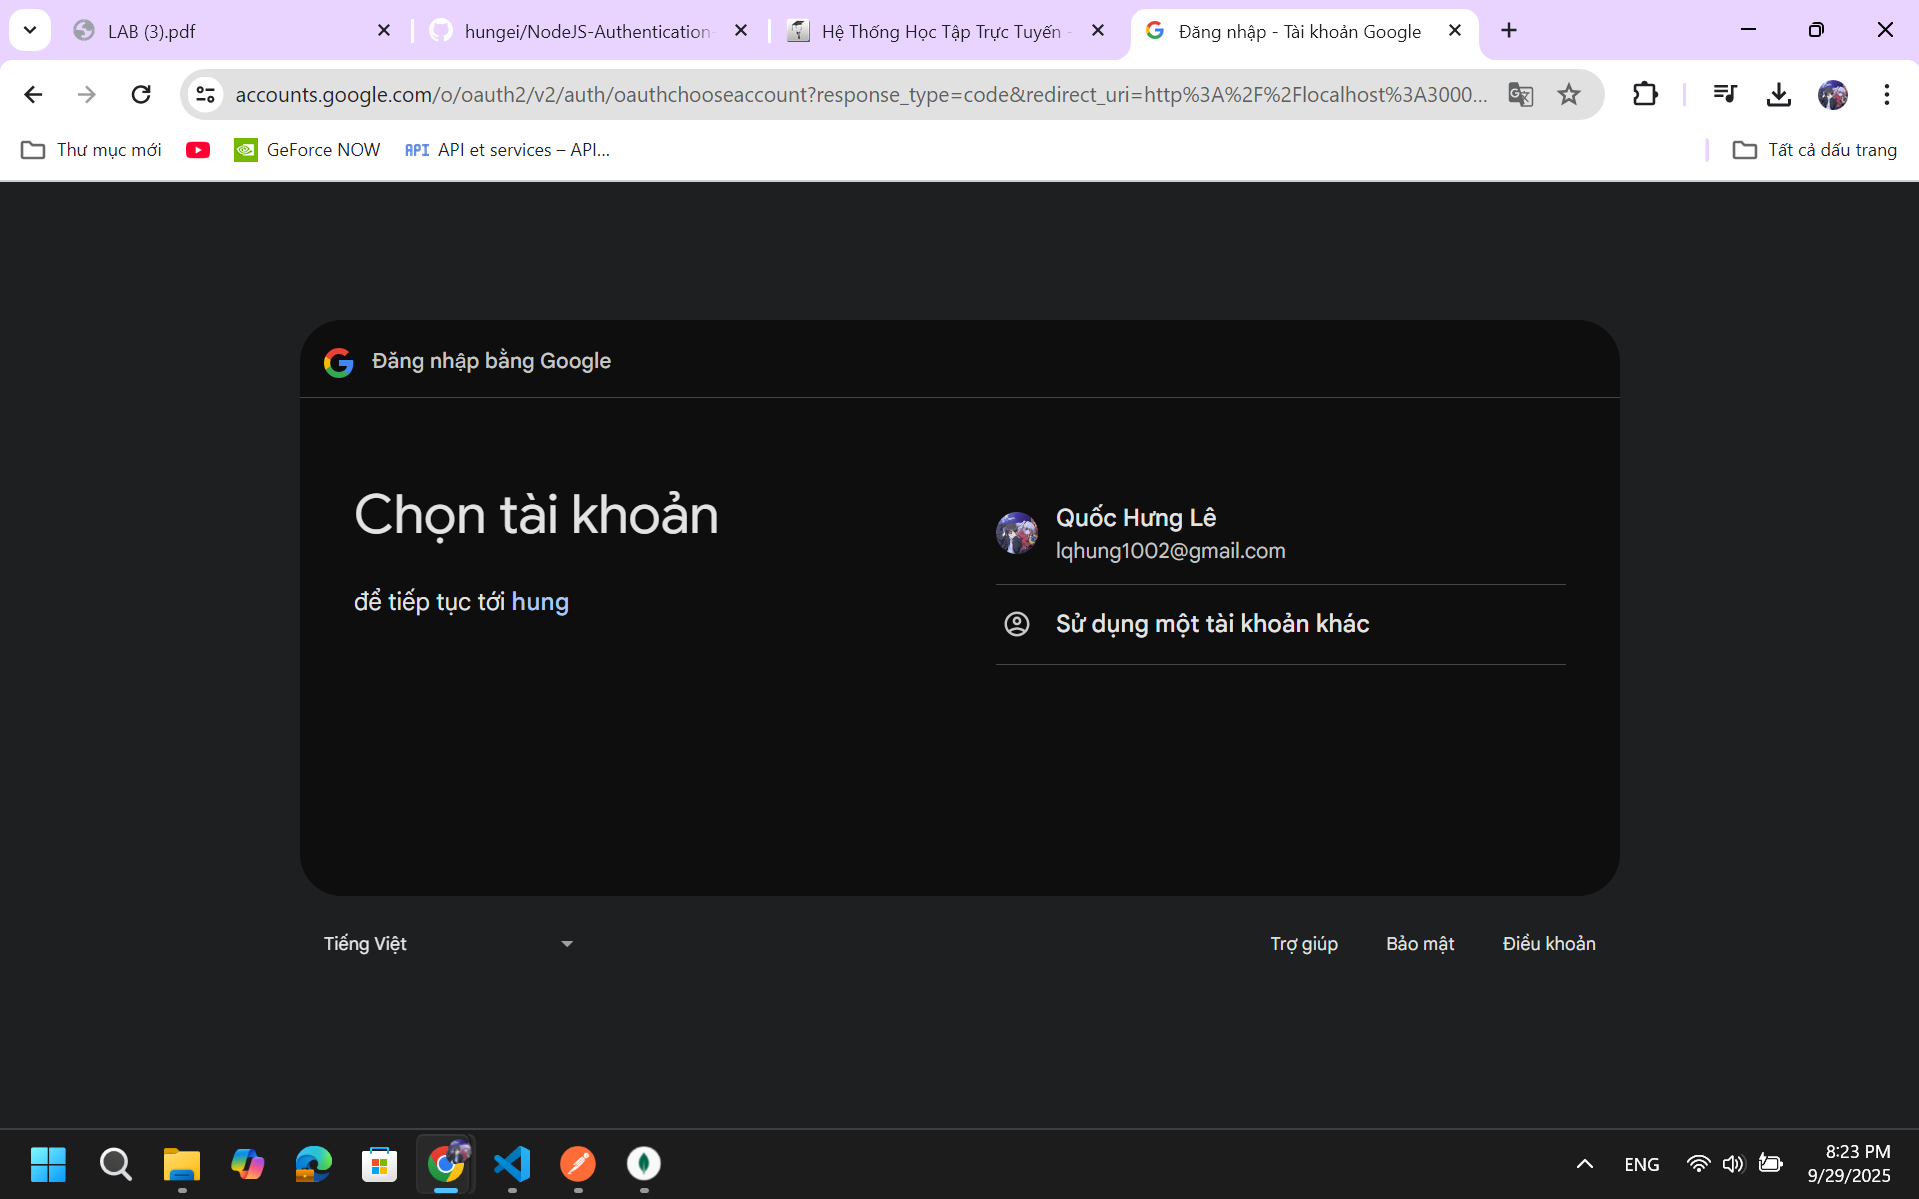 LAB (3).pdf
hungei/NodeJS-Authentication-
Hệ Thống Học Tập Trực Tuyến -
Đăng nhập - Tài khoản Google
accounts.google.com/o/oauth2/v2/auth/oauthchooseaccount?response_type=code&redirect_uri=http%3A%2F%2Flocalhost%3A3000...
Thư mục mới
GeForce NOW
API API et services – API...
Tất cả dấu trang
Đăng nhập bằng Google
Chọn tài khoản
để tiếp tục tới hung
Quốc Hưng Lê
lqhung1002@gmail.com
Sử dụng một tài khoản khác
Tiếng Việt
Trợ giúp
Bảo mật
Điều khoản
ENG
8:23 PM
9/29/2025